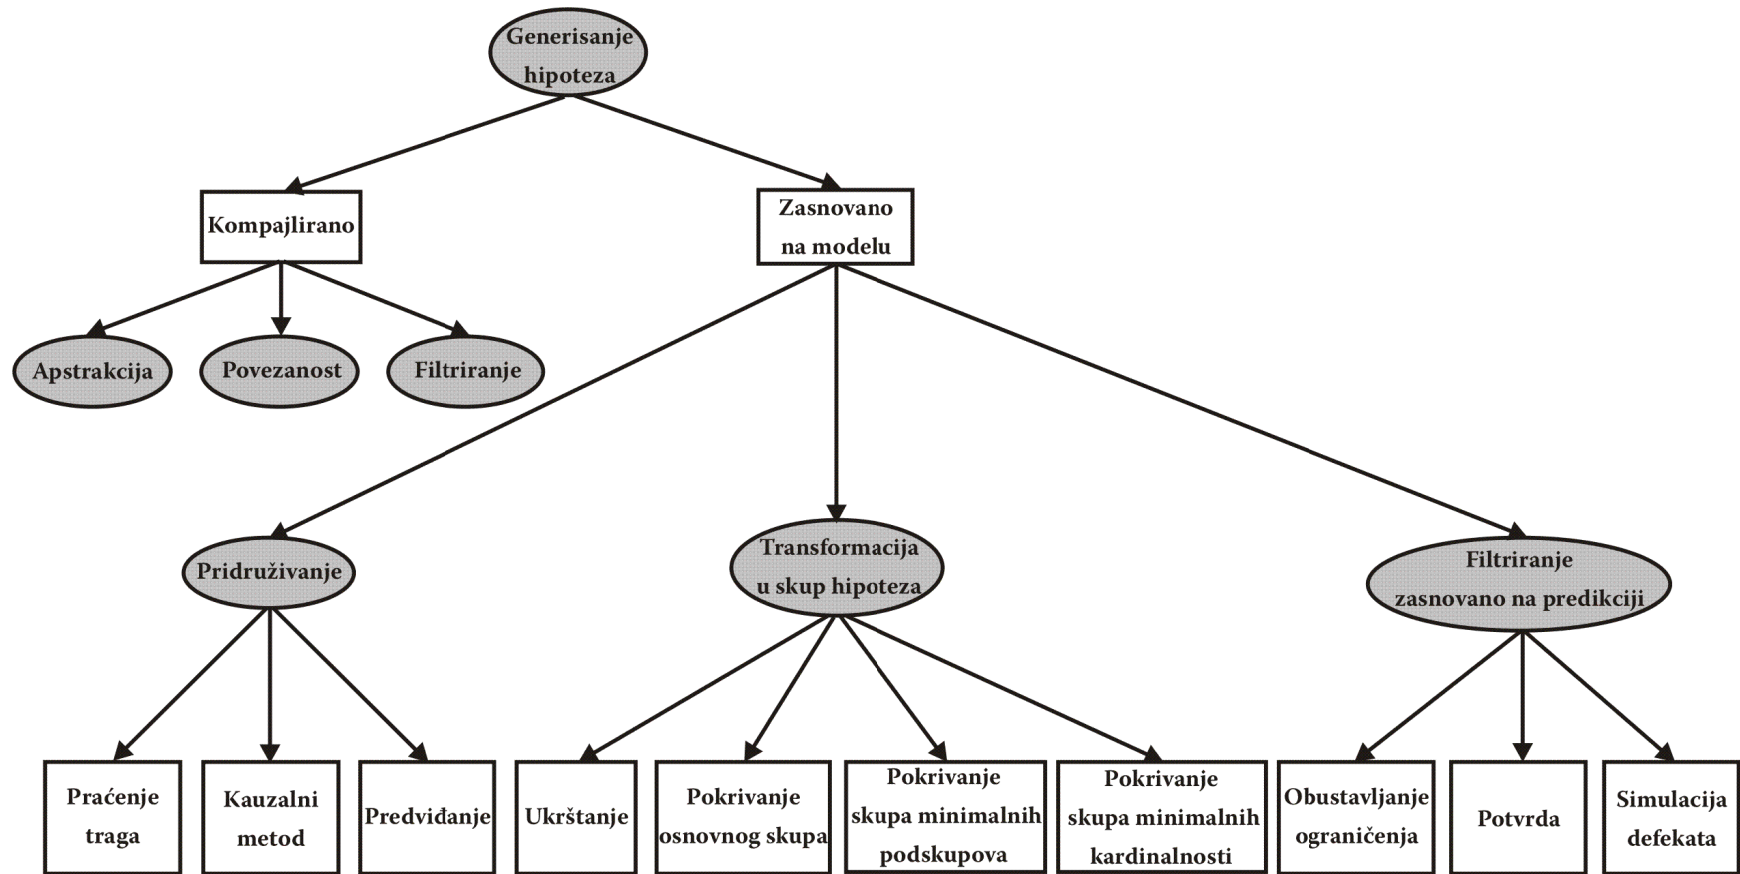 Generisanje
hipoteza
Kompajlirano
Zasnovano
na modelu
Apstrakcija
Povezanost
Filtriranje
Pridruživanje
Transformacija
u skup hipoteza
Filtriranje
zasnovano na predikciji
Praćenje
traga
Kauzalni
metod
Predviđanje
Ukrštanje
Pokrivanje
osnovnog skupa
Pokrivanje
skupa minimalnih
podskupova
Pokrivanje
skupa minimalnih
kardinalnosti
Obustavljanje
ograničenja
Potvrda
Simulacija
defekata